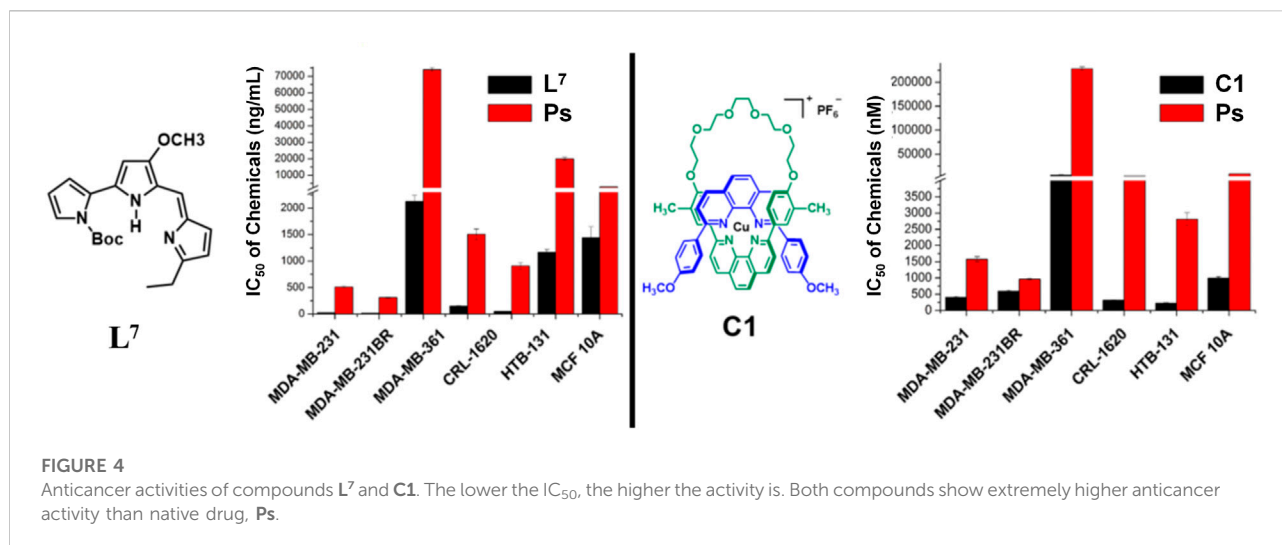 OCH3
N
H
N
Boc
N
L⁷
IC₅₀ of Chemicals (ng/mL)
70000
60000
50000
40000
30000
20000
10000
2000
1500
1000
500
0
L⁷
Ps
MDA-MB-231
MDA-MB-231BR
MDA-MB-361
CRL-1620
HTB-131
MCF 10A
+ PF₆⁻
O
O
O
O
O
O
H₃C
CH₃
N
N
Cu
N
N
H₃CO
OCH₃
C1
IC₅₀ of Chemicals (nM)
200000
150000
100000
50000
3500
3000
2500
2000
1500
1000
500
0
C1
Ps
MDA-MB-231
MDA-MB-231BR
MDA-MB-361
CRL-1620
HTB-131
MCF 10A
FIGURE 4
Anticancer activities of compounds L⁷ and C1. The lower the IC₅₀, the higher the activity is. Both compounds show extremely higher anticancer
activity than native drug, Ps.